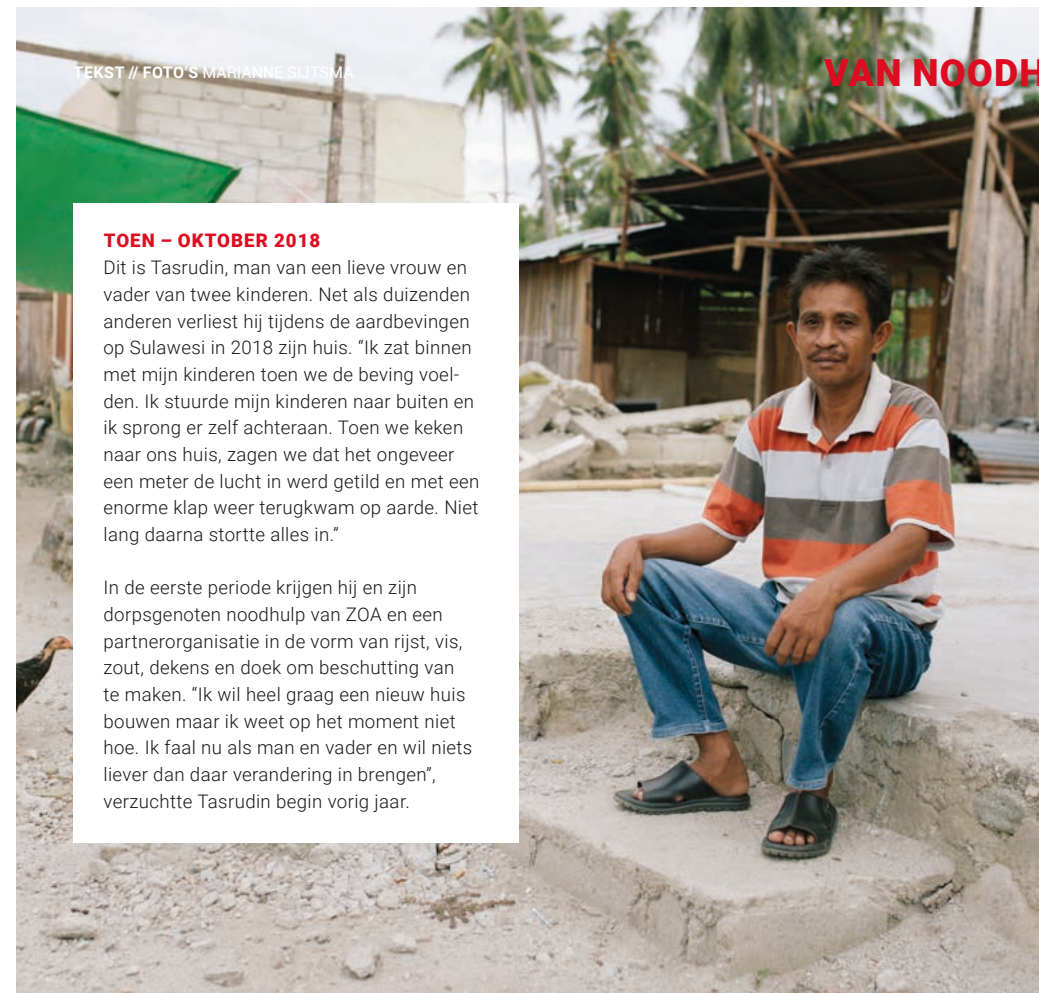 TEKST // FOTO'S MARIANNE SIJTSMA
VAN NOODH
TOEN – OKTOBER 2018
Dit is Tasrudin, man van een lieve vrouw en
vader van twee kinderen. Net als duizenden
anderen verliest hij tijdens de aardbevingen
op Sulawesi in 2018 zijn huis. “Ik zat binnen
met mijn kinderen toen we de beving voel-
den. Ik stuurde mijn kinderen naar buiten en
ik sprong er zelf achteraan. Toen we keken
naar ons huis, zagen we dat het ongeveer
een meter de lucht in werd getild en met een
enorme klap weer terugkwam op aarde. Niet
lang daarna stortte alles in.”
In de eerste periode krijgen hij en zijn
dorpsgenoten noodhulp van ZOA en een
partnerorganisatie in de vorm van rijst, vis,
zout, dekens en doek om beschutting van
te maken. “Ik wil heel graag een nieuw huis
bouwen maar ik weet op het moment niet
hoe. Ik faal nu als man en vader en wil niets
liever dan daar verandering in brengen”,
verzuchtte Tasrudin begin vorig jaar.